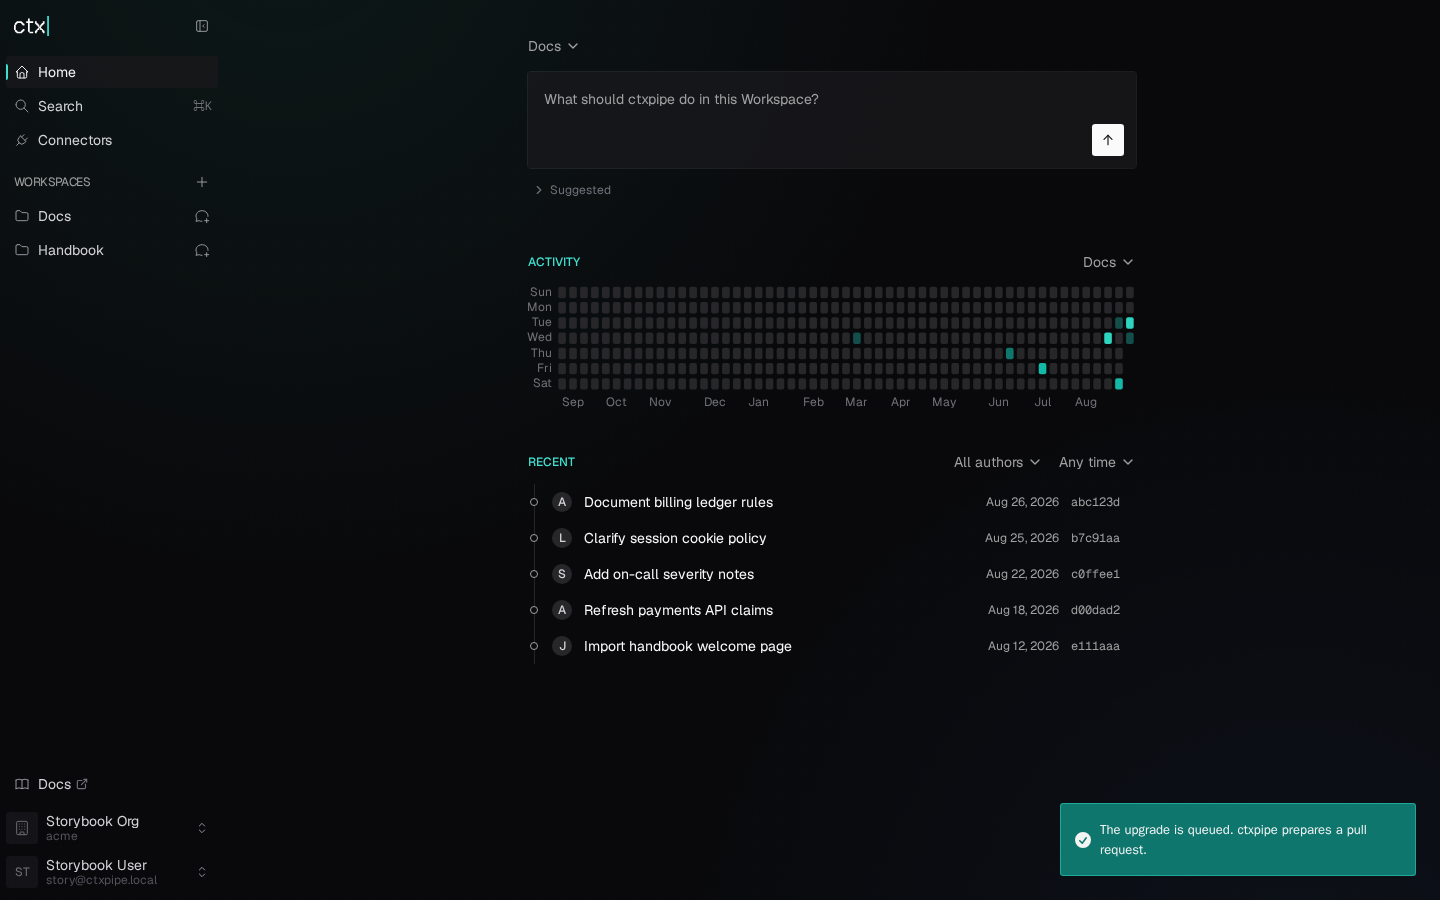 ctx
Home
Search ⌘K
Connectors
WORKSPACES
Docs
Handbook
Docs
What should ctxpipe do in this Workspace?
Suggested
ACTIVITY Docs
Sun
Mon
Tue
Wed
Thu
Fri
Sat
Sep Oct Nov Dec Jan Feb Mar Apr May Jun Jul Aug
RECENT All authors Any time
A Document billing ledger rules Aug 26, 2026 abc123d
L Clarify session cookie policy Aug 25, 2026 b7c91aa
S Add on-call severity notes Aug 22, 2026 c0ffee1
A Refresh payments API claims Aug 18, 2026 d00dad2
J Import handbook welcome page Aug 12, 2026 e111aaa
Docs
Storybook Org
acme
ST Storybook User
story@ctxpipe.local
The upgrade is queued. ctxpipe prepares a pull
request.